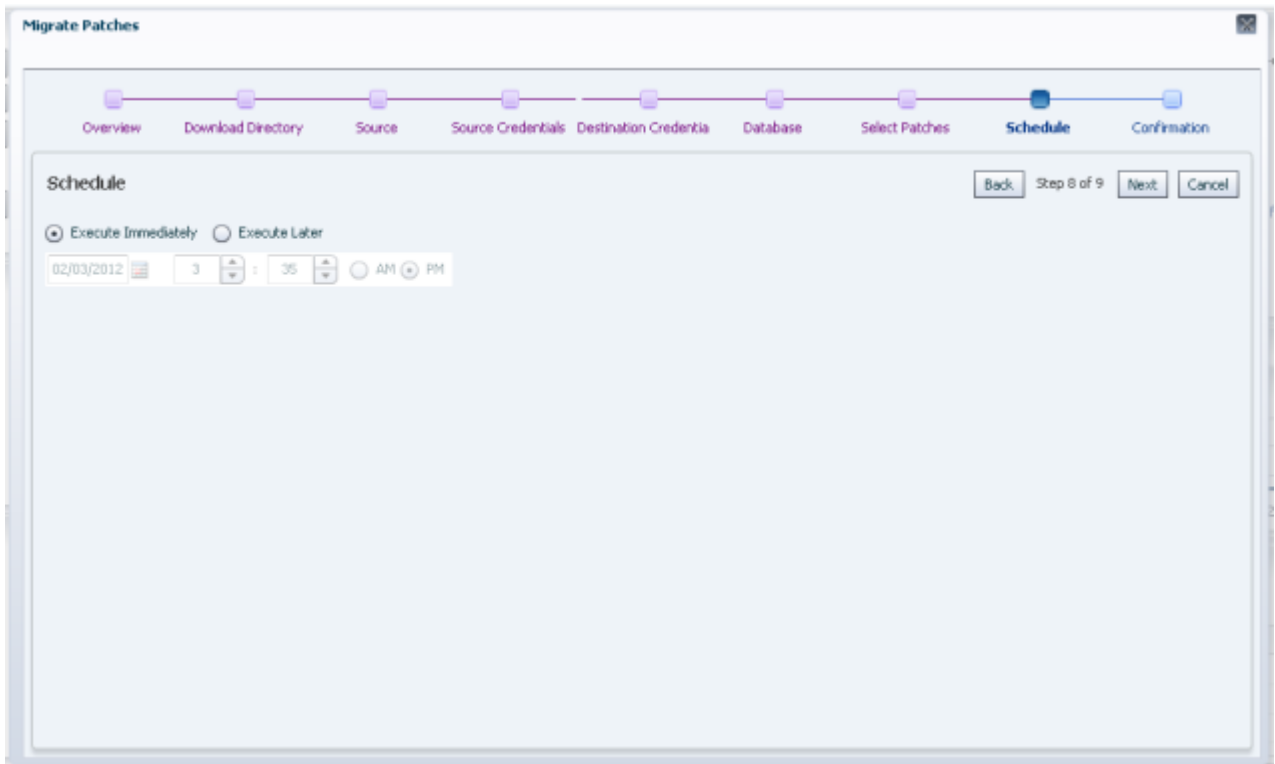 Migrate Patches
Overview Download Directory Source Source Credentials Destination Credentia Database Select Patches Schedule Confirmation
Schedule Back Step 8 of 9 Next Cancel
Execute Immediately Execute Later
02/03/2012 3 : 35 AM PM